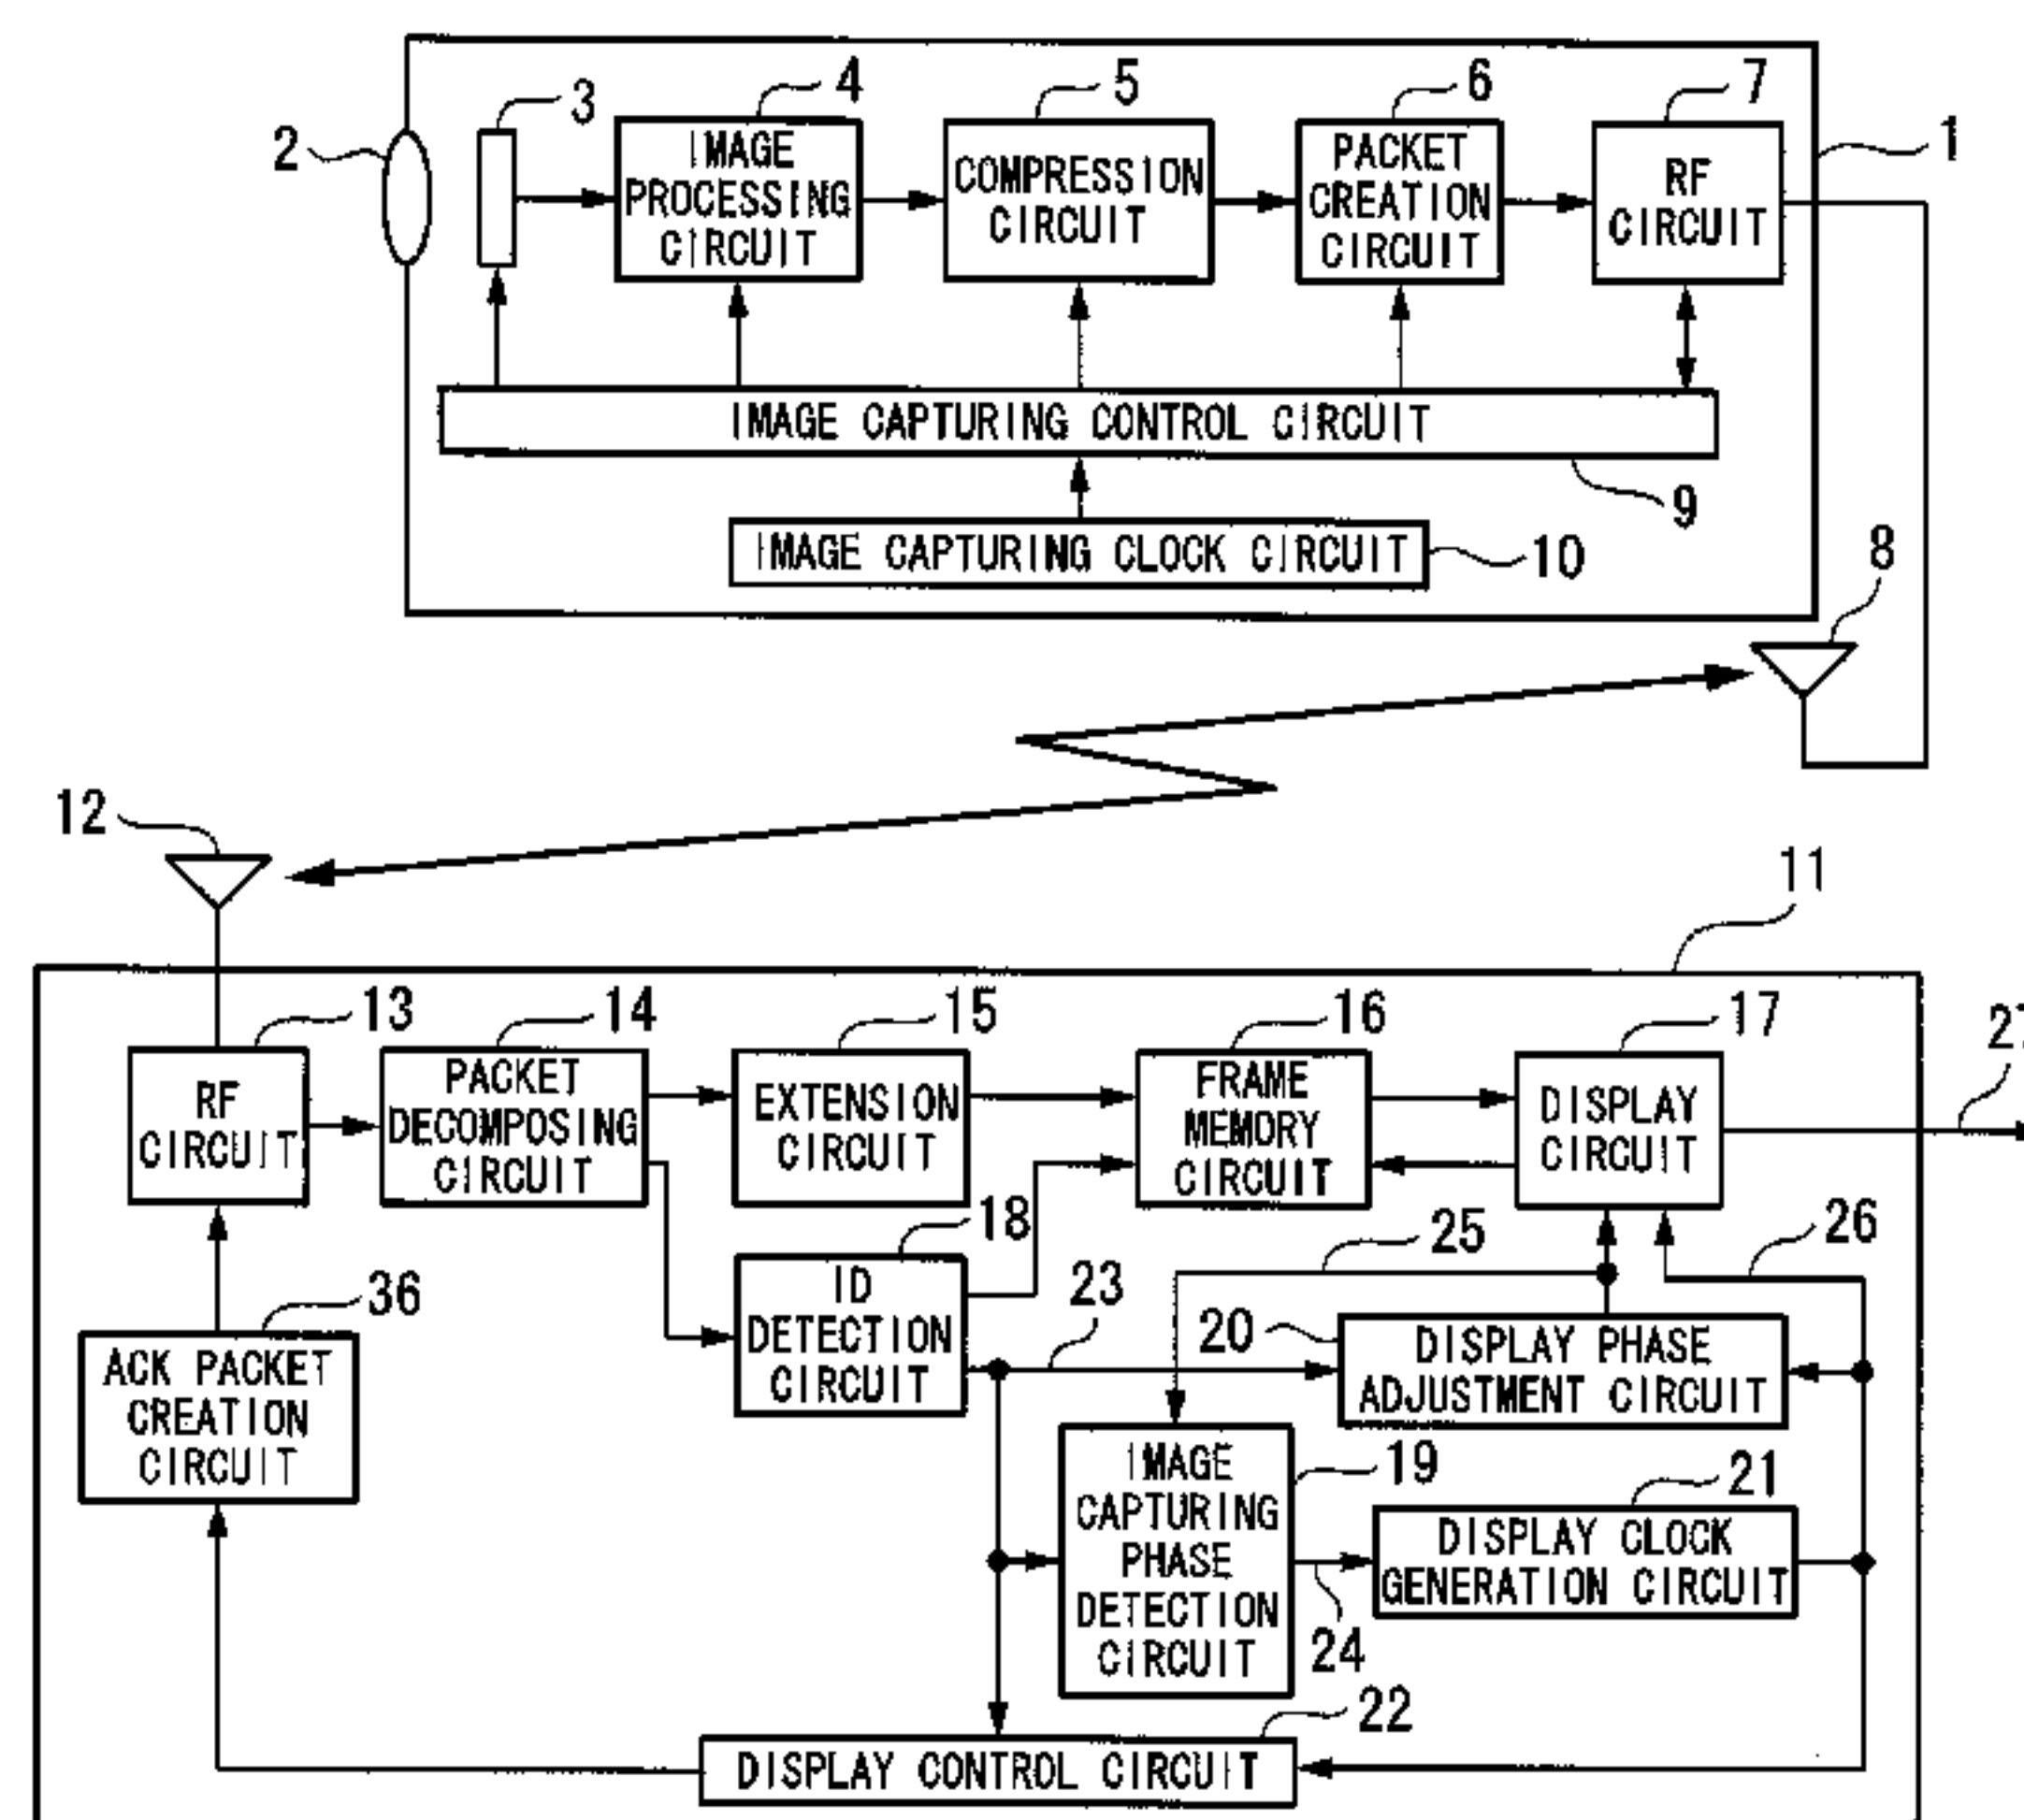 3
4
5
6
7
2
1
IMAGE
PROCESSING
CIRCUIT
COMPRESSION
CIRCUIT
PACKET
CREATION
CIRCUIT
RF
CIRCUIT
IMAGE CAPTURING CONTROL CIRCUIT
9
IMAGE CAPTURING CLOCK CIRCUIT
10
8
12
11
13
14
15
16
17
27
RF
CIRCUIT
PACKET
DECOMPOSING
CIRCUIT
EXTENSION
CIRCUIT
FRAME
MEMORY
CIRCUIT
DISPLAY
CIRCUIT
18
25
26
36
ID
DETECTION
CIRCUIT
23
20
DISPLAY PHASE
ADJUSTMENT CIRCUIT
ACK PACKET
CREATION
CIRCUIT
IMAGE
CAPTURING
PHASE
DETECTION
CIRCUIT
19
21
DISPLAY CLOCK
GENERATION CIRCUIT
24
22
DISPLAY CONTROL CIRCUIT